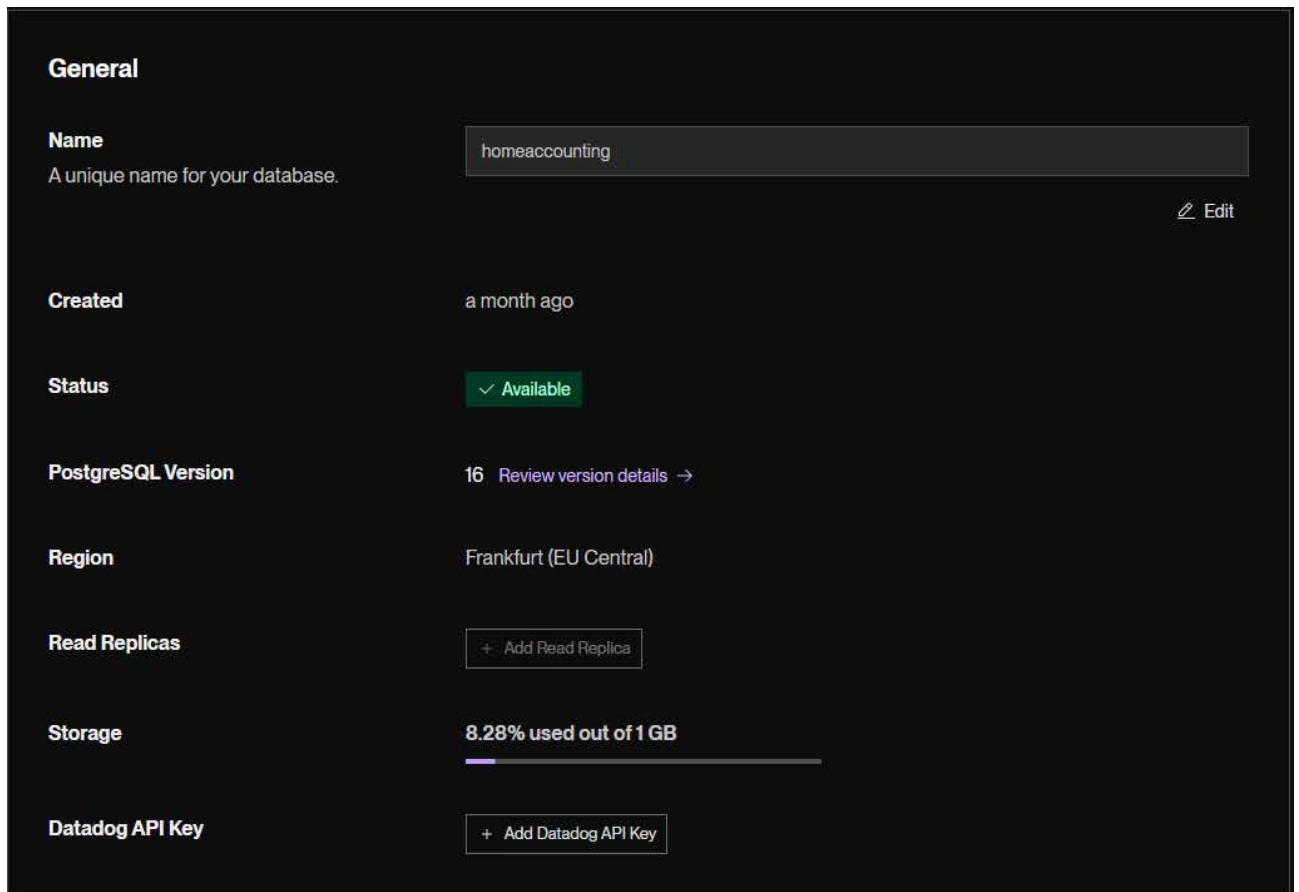 General
Name
homeaccounting
A unique name for your database.
Edit
Created
a month ago
Status
Available
PostgreSQL Version
16 Review version details →
Region
Frankfurt (EU Central)
Read Replicas
+ Add Read Replica
Storage
8.28% used out of 1 GB
Datadog API Key
+ Add Datadog API Key